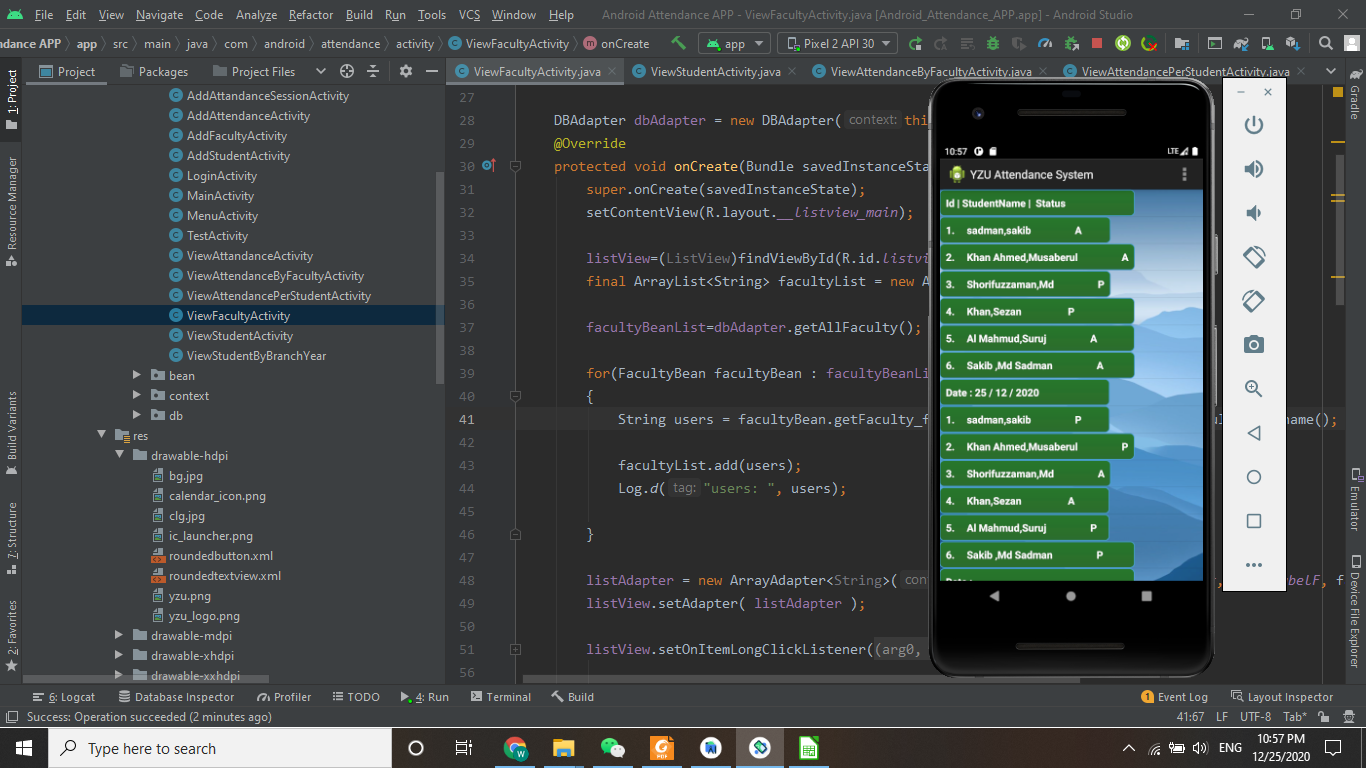 File Edit View Navigate Code Analyze Refactor Build Run Tools VCS Window Help Android Attendance APP - ViewFacultyActivity.java [Android_Attendance_APP.app] - Android Studio
ndance APP app src main java com android attendance activity ViewFacultyActivity onCreate app Pixel 2 API 30
Project Packages Project Files ViewFacultyActivity.java ViewStudentActivity.java ViewAttendanceByFacultyActivity.java ViewAttendancePerStudentActivity.java
1: Project
Resource Manager
Build Variants
7: Structure
2: Favorites
AddAttandanceSessionActivity
AddAttendanceActivity
AddFacultyActivity
AddStudentActivity
LoginActivity
MainActivity
MenuActivity
TestActivity
ViewAttandanceActivity
ViewAttendanceByFacultyActivity
ViewAttendancePerStudentActivity
ViewFacultyActivity
ViewStudentActivity
ViewStudentByBranchYear
bean
context
db
res
drawable-hdpi
bg.jpg
calendar_icon.png
clg.jpg
ic_launcher.png
roundedbutton.xml
roundedtextview.xml
yzu.png
yzu_logo.png
drawable-mdpi
drawable-xhdpi
drawable-xxhdpi
27
28 DBAdapter dbAdapter = new DBAdapter( context: thi
29 @Override
30 protected void onCreate(Bundle savedInstanceSta
31 super.onCreate(savedInstanceState);
32 setContentView(R.layout.__listview_main);
33
34 listView=(ListView)findViewById(R.id.listvi
35 final ArrayList<String> facultyList = new A
36
37 facultyBeanList=dbAdapter.getAllFaculty();
38
39 for(FacultyBean facultyBean : facultyBeanLi
40 {
41 String users = facultyBean.getFaculty_f ul name();
42
43 facultyList.add(users);
44 Log.d( tag: "users: ", users);
45
46 }
47
48 listAdapter = new ArrayAdapter<String>( con belF, f
49 listView.setAdapter( listAdapter );
50
51 listView.setOnItemLongClickListener((arg0,
56
10:57 LTE
YZU Attendance System
Id | StudentName | Status
1. sadman,sakib A
2. Khan Ahmed,Musaberul A
3. Shorifuzzaman,Md P
4. Khan,Sezan P
5. Al Mahmud,Suruj A
6. Sakib ,Md Sadman A
Date : 25 / 12 / 2020
1. sadman,sakib P
2. Khan Ahmed,Musaberul P
3. Shorifuzzaman,Md A
4. Khan,Sezan A
5. Al Mahmud,Suruj P
6. Sakib ,Md Sadman P
Gradle
Emulator
Device File Explorer
6: Logcat Database Inspector Profiler TODO 4: Run Terminal Build 1 Event Log Layout Inspector
Success: Operation succeeded (2 minutes ago) 41:67 LF UTF-8 Tab*
Type here to search W PDF ENG 10:57 PM
12/25/2020